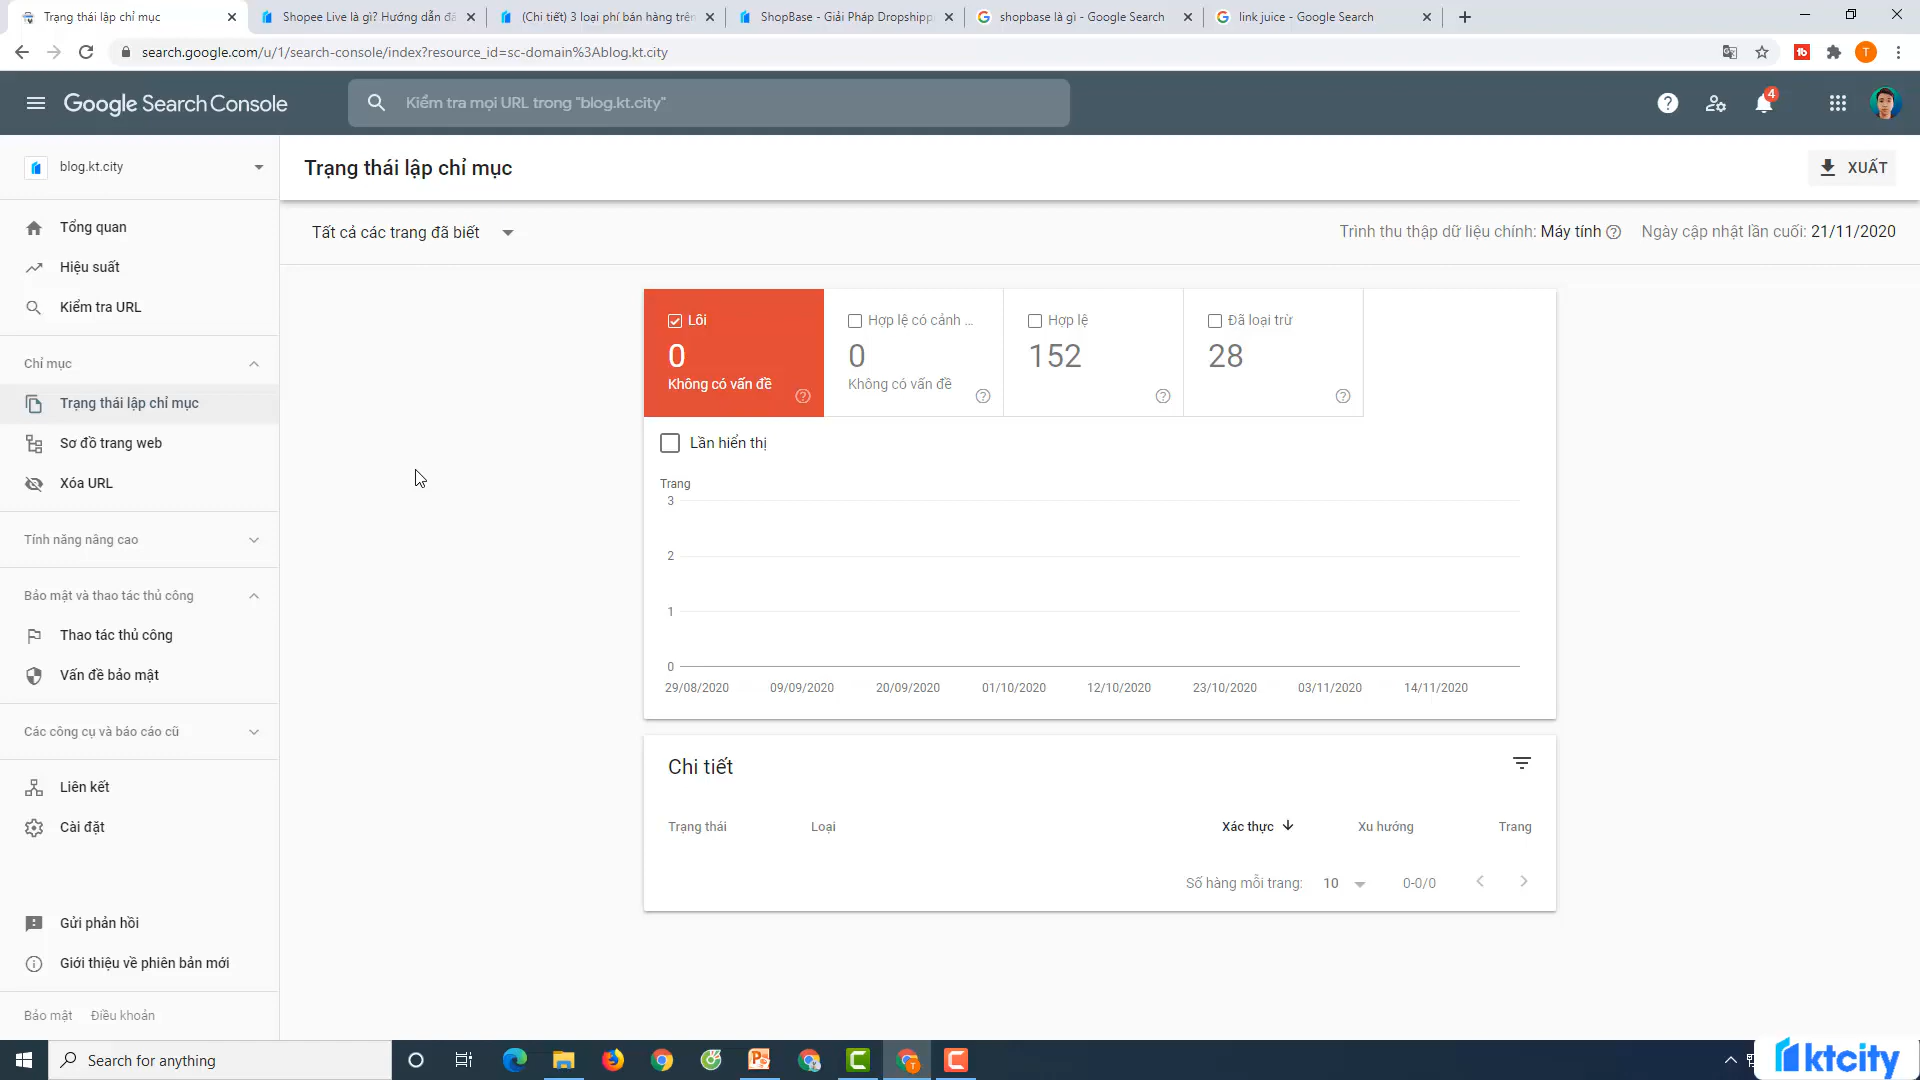 Trạng thái lập chỉ mục
Shopee Live là gì? Hướng dẫn đă
(Chi tiết) 3 loại phí bán hàng trên
ShopBase - Giải Pháp Dropshipp
shopbase là gì - Google Search
link juice - Google Search
search.google.com/u/1/search-console/index?resource_id=sc-domain%3Ablog.kt.city
T
Google Search Console
Kiểm tra mọi URL trong "blog.kt.city"
4
blog.kt.city
Trạng thái lập chỉ mục
XUẤT
Tổng quan
Hiệu suất
Kiểm tra URL
Chỉ mục
Trạng thái lập chỉ mục
Sơ đồ trang web
Xóa URL
Tính năng nâng cao
Bảo mật và thao tác thủ công
Thao tác thủ công
Vấn đề bảo mật
Các công cụ và báo cáo cũ
Liên kết
Cài đặt
Gửi phản hồi
Giới thiệu về phiên bản mới
Bảo mật Điều khoản
Tất cả các trang đã biết
Trình thu thập dữ liệu chính: Máy tính
Ngày cập nhật lần cuối: 21/11/2020
Lỗi
0
Không có vấn đề
Hợp lệ có cảnh ...
0
Không có vấn đề
Hợp lệ
152
Đã loại trừ
28
Lần hiển thị
Trang
3
2
1
0
29/08/2020 09/09/2020 20/09/2020 01/10/2020 12/10/2020 23/10/2020 03/11/2020 14/11/2020
Chi tiết
Trạng thái Loại Xác thực Xu hướng Trang
Số hàng mỗi trang: 10 0-0/0
Search for anything
ktcity